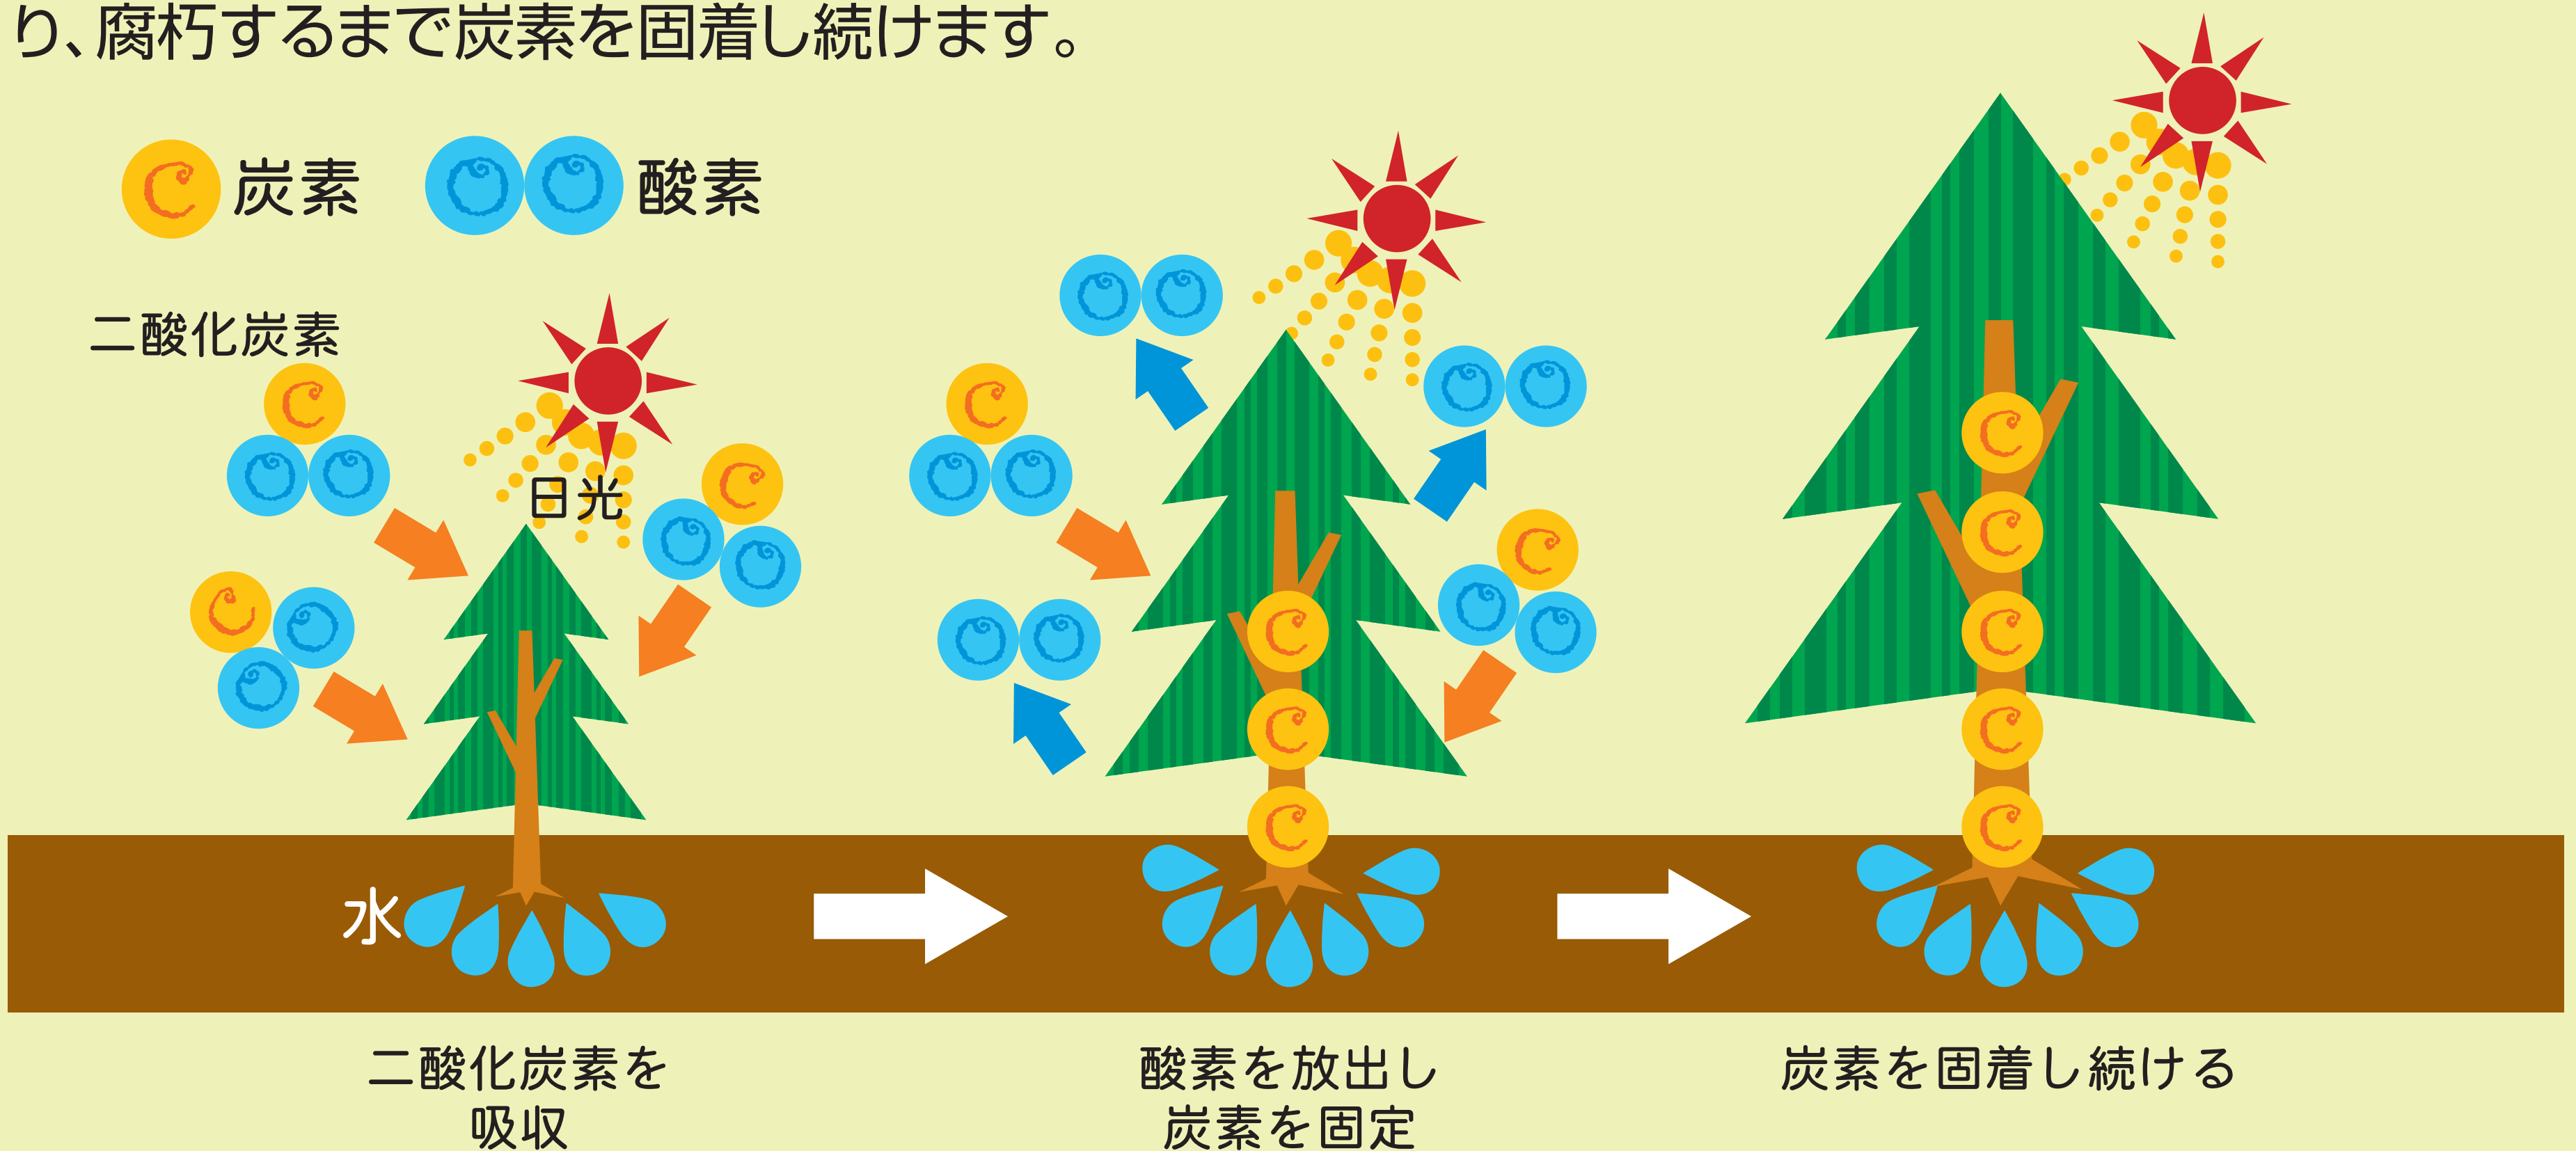 り、腐朽するまで炭素を固着し続けます。
炭素
酸素
二酸化炭素
日光
水
二酸化炭素を
吸収
酸素を放出し
炭素を固定
炭素を固着し続ける